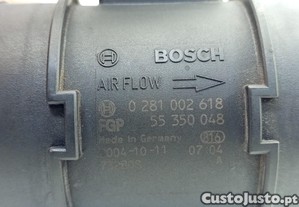 BOSCH
AIR FLOW
0 281 002 618
FGP 55 350 048
Made in Germany 616
2004-10-11 07 04
CustoJusto.pt